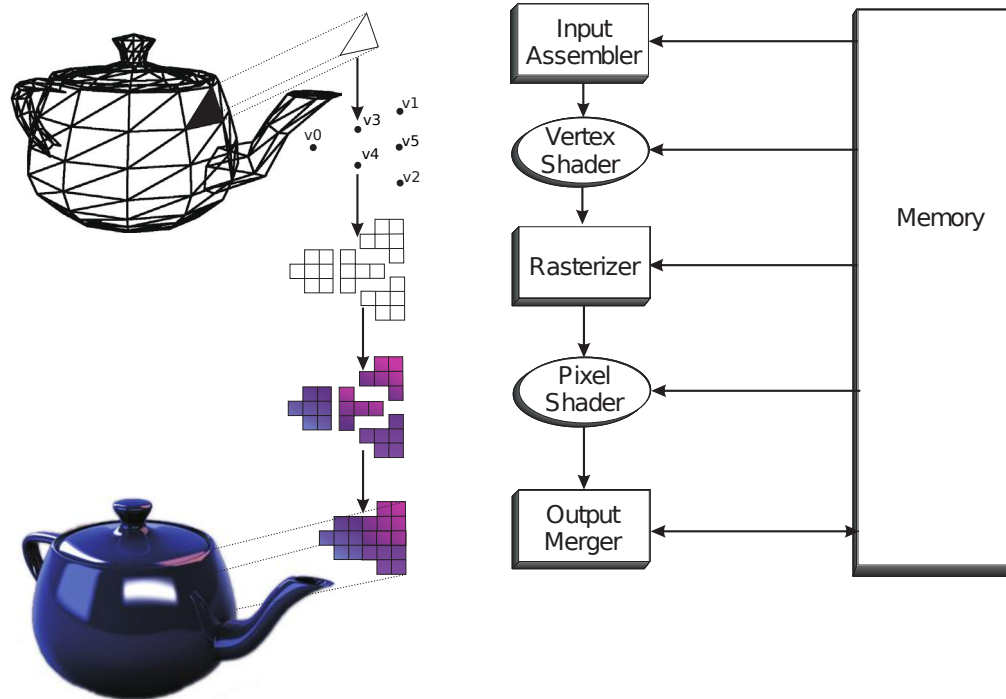 v1
v3
v0
v5
v4
v2
Input
Assembler
Vertex
Shader
Rasterizer
Pixel
Shader
Output
Merger
Memory